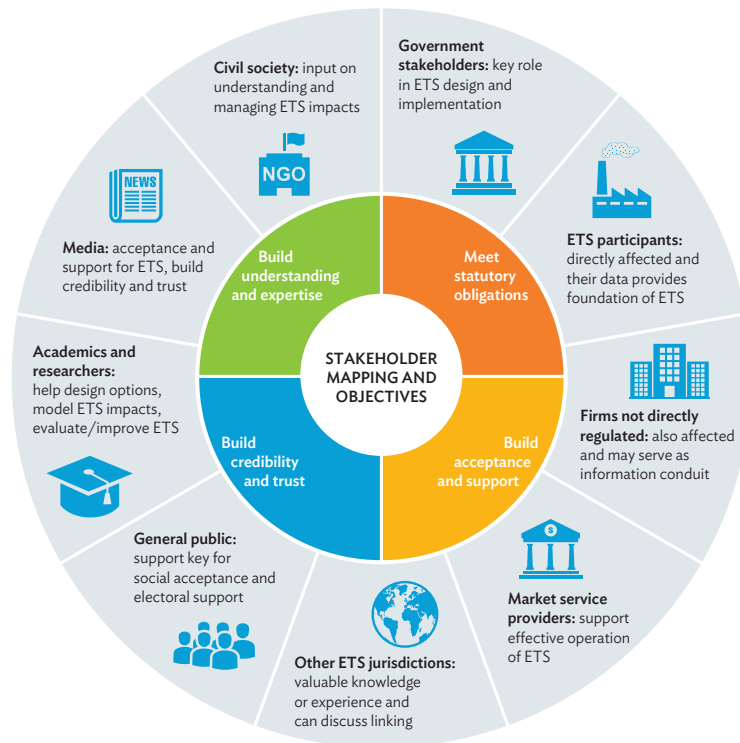 Government
stakeholders: key role
in ETS design and
implementation
ETS participants:
directly affected and
their data provides
foundation of ETS
Firms not directly
regulated: also affected
and may serve as
information conduit
$
Market service
providers: support
effective operation
of ETS
Other ETS jurisdictions:
valuable knowledge
or experience and
can discuss linking
General public:
support key for
social acceptance and
electoral support
Academics and
researchers:
help design options,
model ETS impacts,
evaluate/improve ETS
NEWS
Media: acceptance and
support for ETS, build
credibility and trust
Civil society: input on
understanding and
managing ETS impacts
NGO
Build
understanding
and expertise
Meet
statutory
obligations
Build
acceptance
and support
Build
credibility
and trust
STAKEHOLDER
MAPPING AND
OBJECTIVES